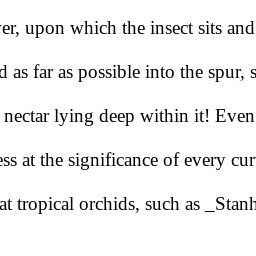 er, upon which the insect sits and
d as far as possible into the spur, s
nectar lying deep within it! Even
ess at the significance of every cur
at tropical orchids, such as _Stanh